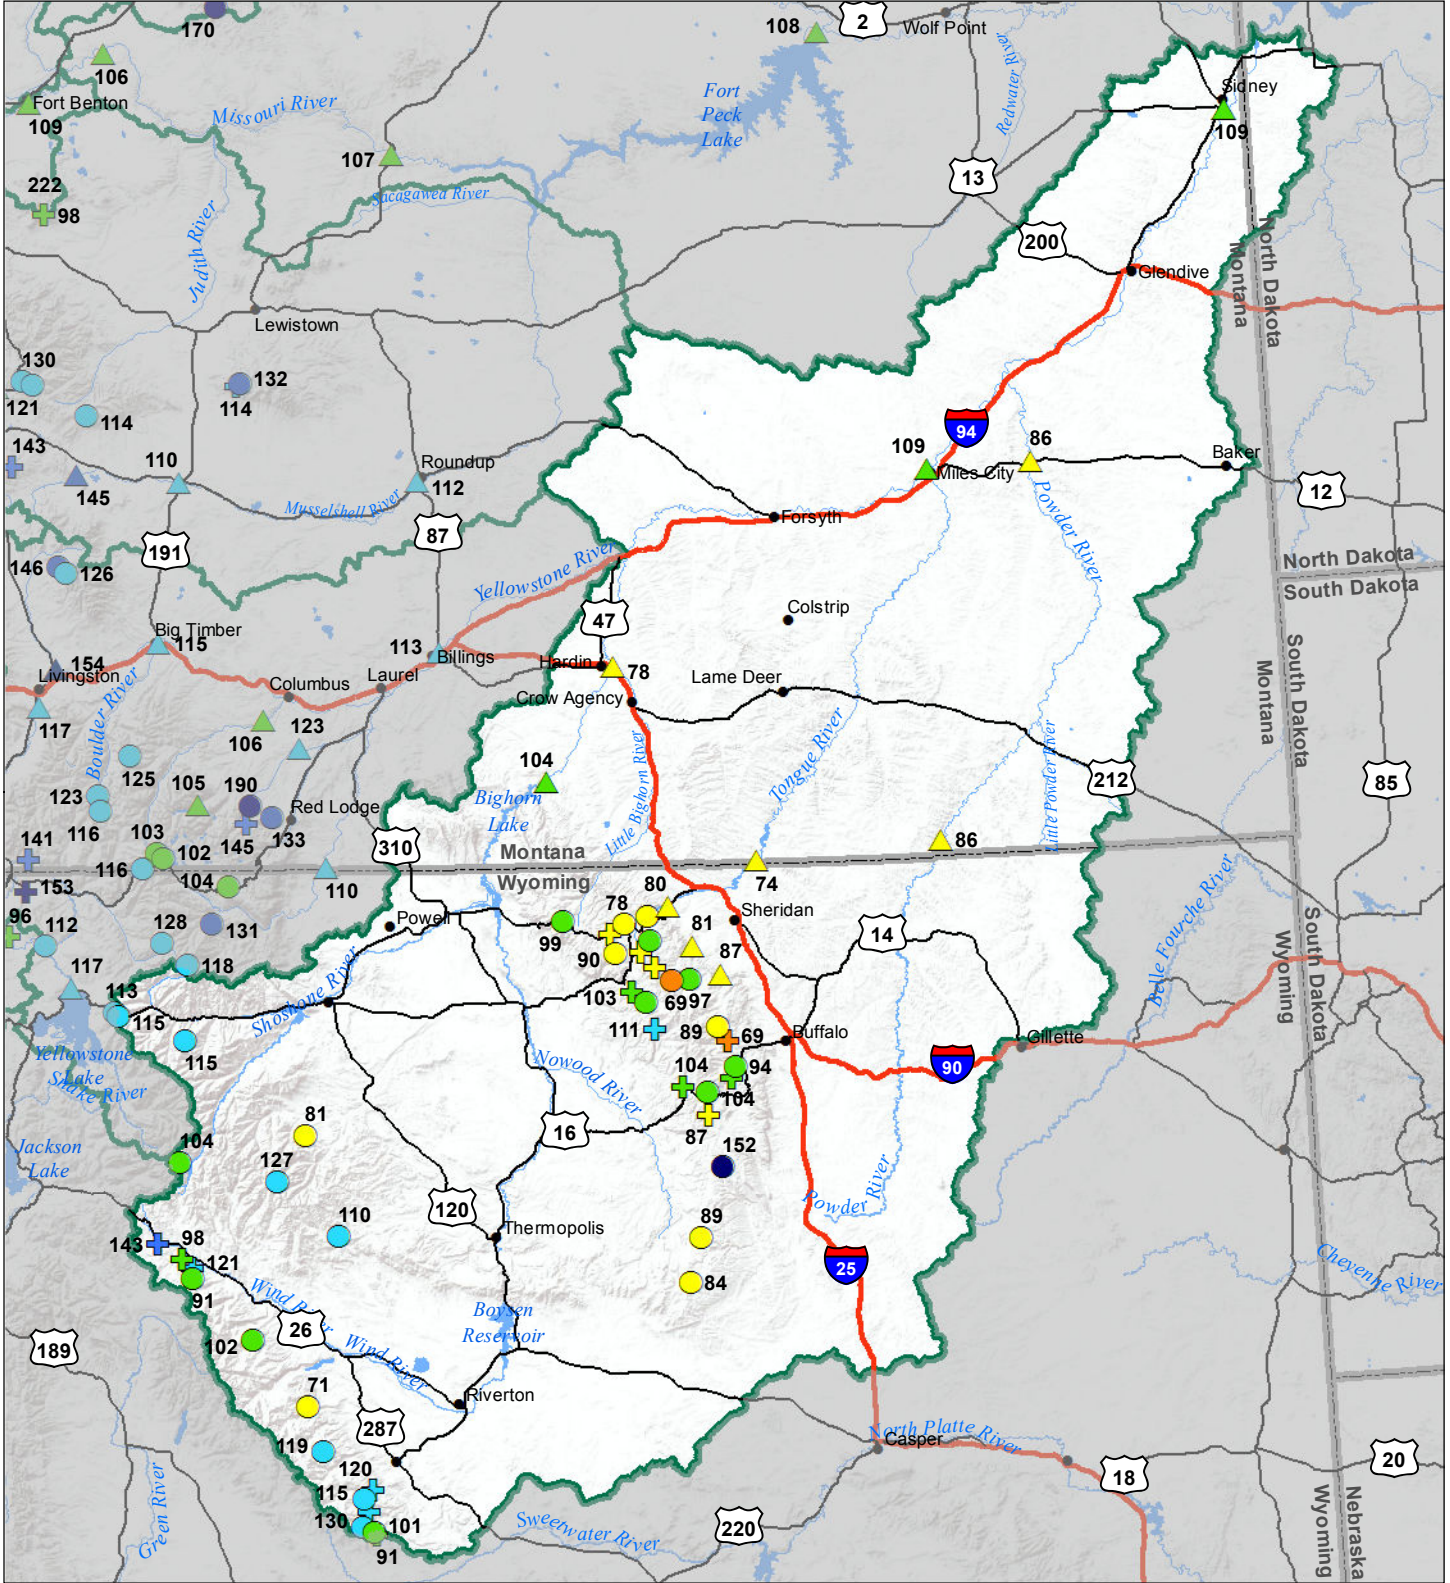 170
108
2
Wolf Point
106
Fort Benton
109
Missouri River
Fort
Peck
Lake
Redwater River
Sidney
109
107
13
222
98
Sacagawea River
Judith River
200
North Dakota
Montana
Glendive
Lewistown
130
121
132
114
114
94
143
145
110
Roundup
112
109
Miles City
86
Baker
12
Musselshell River
87
191
Forsyth
Powder River
146
126
Yellowstone River
North Dakota
South Dakota
47
Colstrip
Big Timber
115
113
Billings
Hardin
78
154
Livingston
Laurel
Columbus
Lame Deer
Crow Agency
South Dakota
Montana
117
Boulder River
106
123
125
104
Bighorn
Lake
Little Bighorn River
Tongue River
Little Powder River
212
85
123
116
105
190
Red Lodge
145
133
310
141
103
102
116
104
110
Montana
Wyoming
74
86
153
96
112
128
131
Powell
99
78
80
81
Sheridan
14
Belle Fourche River
South Dakota
Wyoming
90
87
117
118
113
115
115
Shoshone River
103
69
97
111
89
69
Buffalo
Gillette
90
Yellowstone
Lake
Snake River
Nowood River
104
94
104
87
16
81
127
104
Jackson
Lake
152
Powder River
120
110
Thermopolis
89
143
98
121
91
84
25
Cheyenne River
Wind River
26
Boysen
Reservoir
102
Wind River
189
71
Riverton
287
North Platte River
Casper
119
120
115
130
101
91
18
20
Green River
Sweetwater River
220
Nebraska
Wyoming